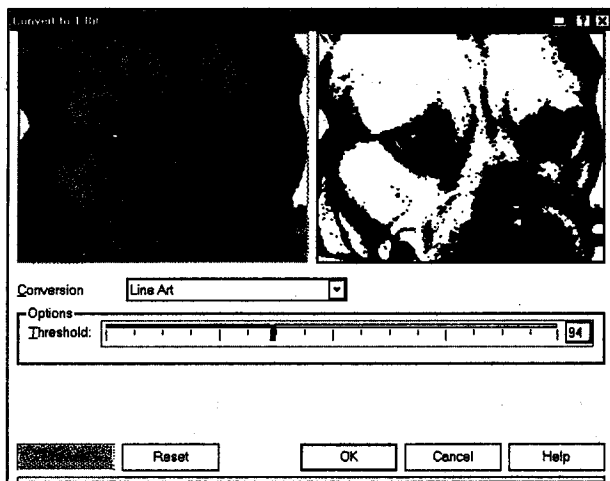 Convert to 1 Bit
Conversion
Line Art
Options
Threshold:
94
Reset
OK
Cancel
Help